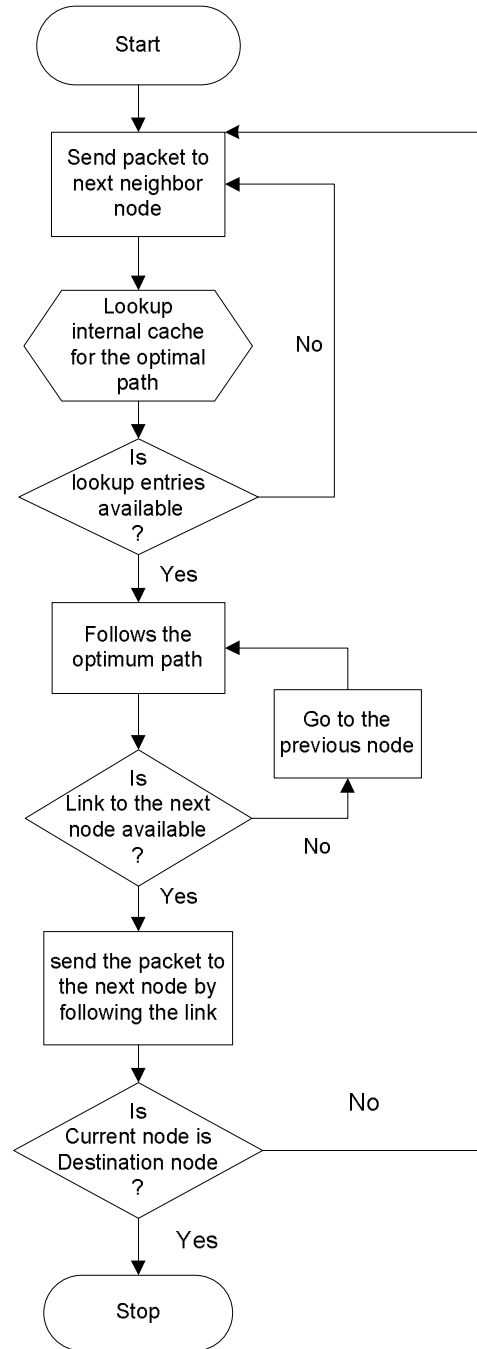 Start
Send packet to
next neighbor
node
Lookup
internal cache
for the optimal
path
No
Is
lookup entries
available
?
Yes
Follows the
optimum path
Go to the
previous node
Is
Link to the next
node available
?
No
Yes
send the packet to
the next node by
following the link
Is
Current node is
Destination node
?
No
Yes
Stop